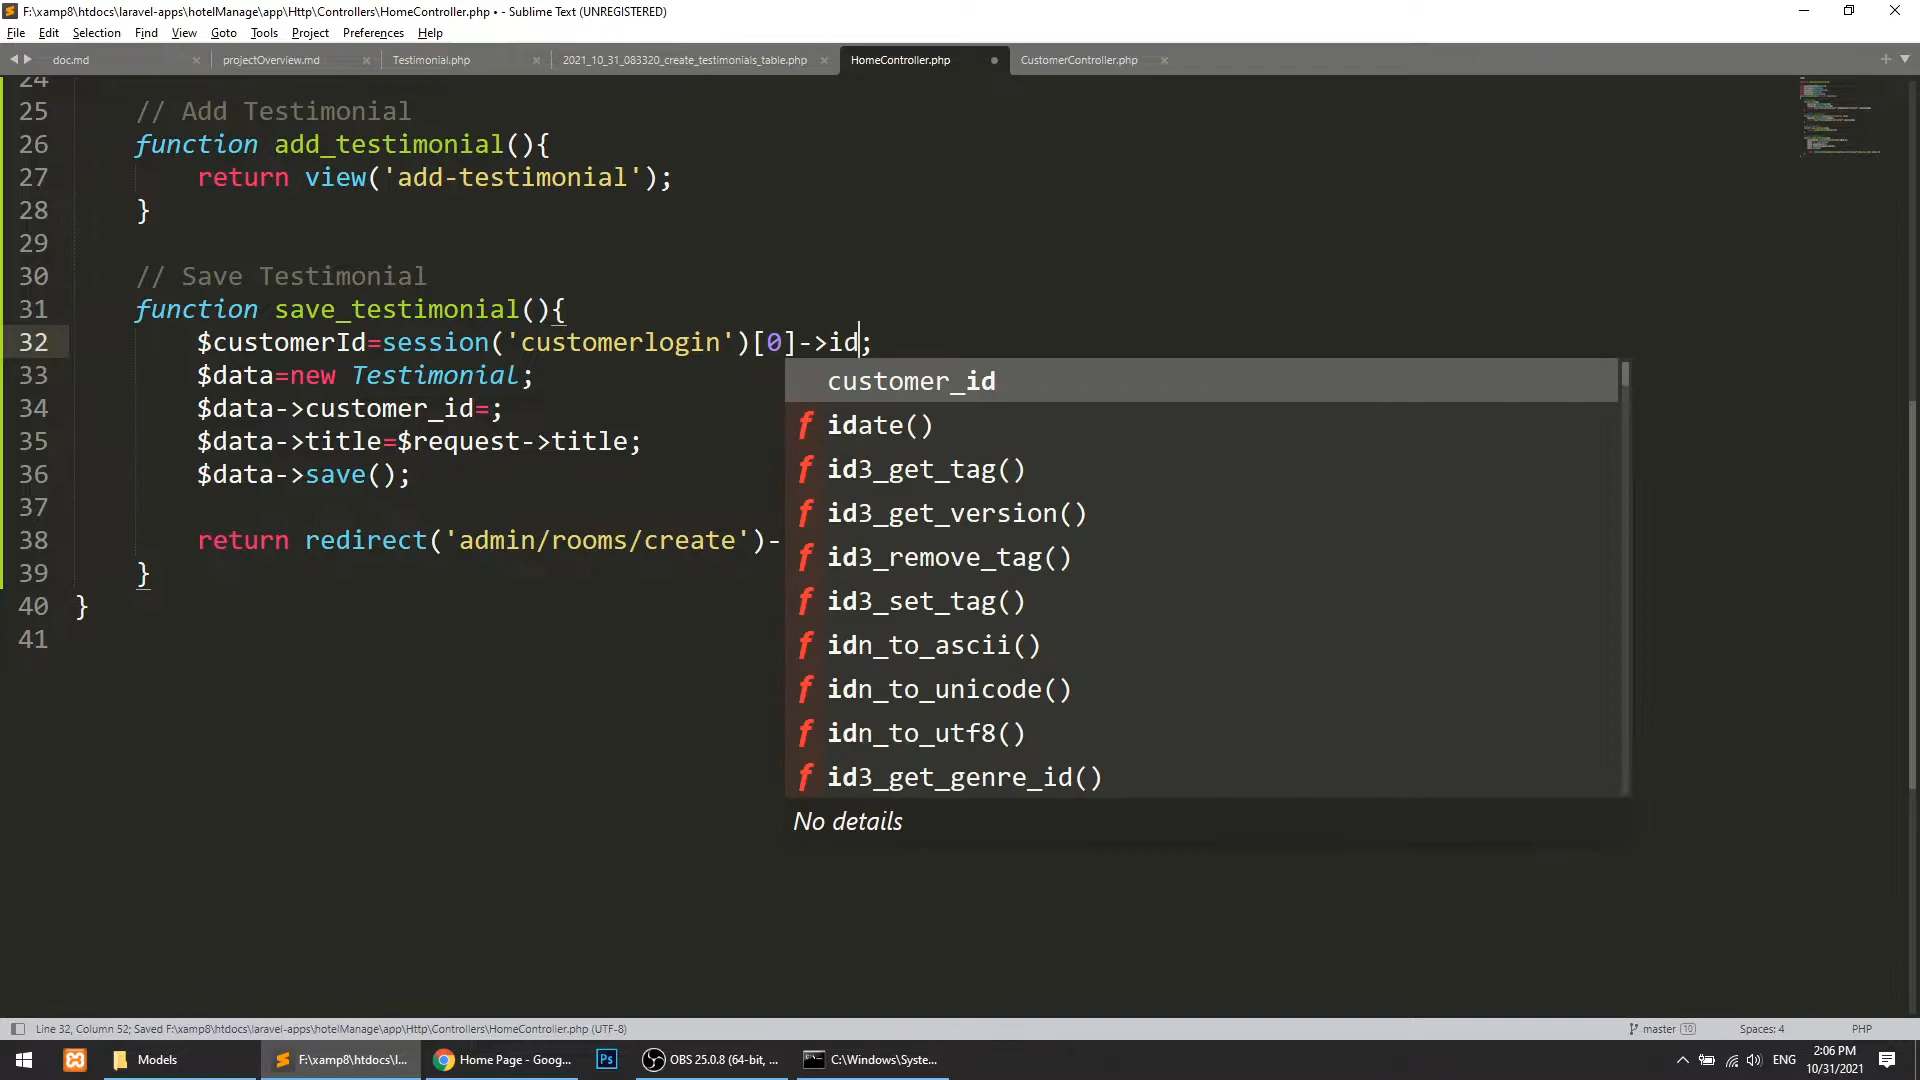 F:\xamp8\htdocs\laravel-apps\hotelManage\app\Http\Controllers\HomeController.php • - Sublime Text (UNREGISTERED)
File Edit Selection Find View Goto Tools Project Preferences Help
doc.md projectOverview.md Testimonial.php 2021_10_31_083320_create_testimonials_table.php HomeController.php CustomerController.php
24
25 // Add Testimonial
26 function add_testimonial(){
27 return view('add-testimonial');
28 }
29
30 // Save Testimonial
31 function save_testimonial(){
32 $customerId=session('customerlogin')[0]->id;
33 $data=new Testimonial;
34 $data->customer_id=;
35 $data->title=$request->title;
36 $data->save();
37
38 return redirect('admin/rooms/create')-
39 }
40 }
41
customer_id
f idate()
f id3_get_tag()
f id3_get_version()
f id3_remove_tag()
f id3_set_tag()
f idn_to_ascii()
f idn_to_unicode()
f idn_to_utf8()
f id3_get_genre_id()
No details
Line 32, Column 52; Saved F:\xamp8\htdocs\laravel-apps\hotelManage\app\Http\Controllers\HomeController.php (UTF-8) master 10 Spaces: 4 PHP
Models F:\xamp8\htdocs\l... Home Page - Goog... Ps OBS 25.0.8 (64-bit, ... C:\Windows\Syste... ENG 2:06 PM
10/31/2021